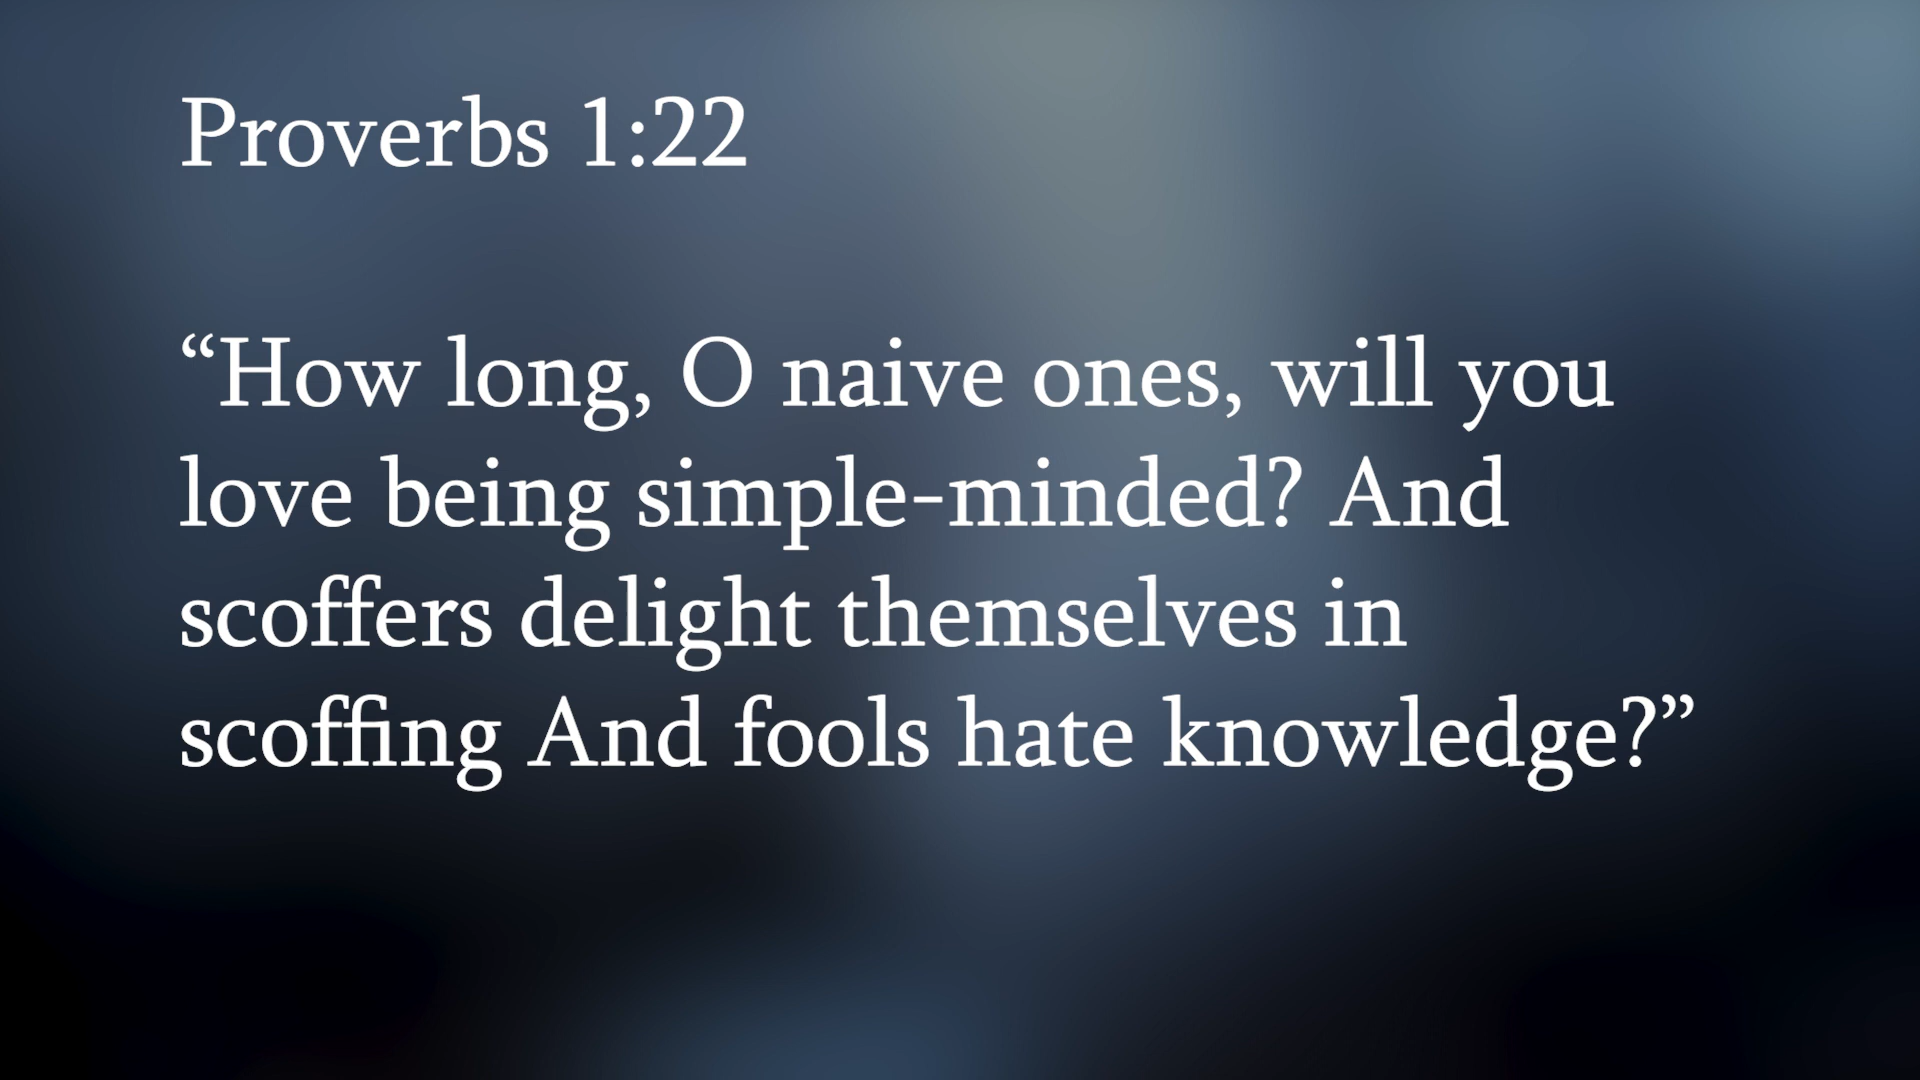 Proverbs 1:22
“How long, O naive ones, will you
love being simple-minded? And
scoffers delight themselves in
scoffing And fools hate knowledge?”